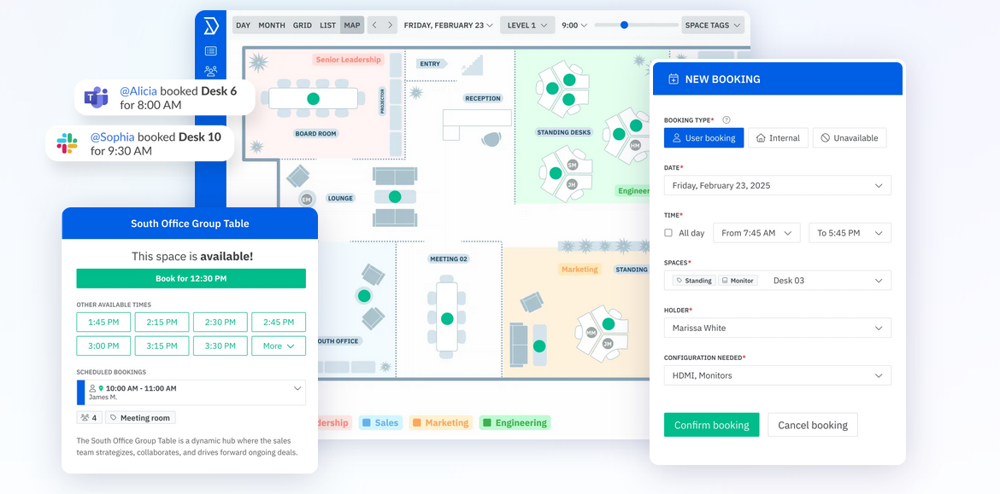 DAY MONTH GRID LIST MAP FRIDAY, FEBRUARY 23 LEVEL 1 9:00 SPACE TAGS
@Alicia booked Desk 6
for 8:00 AM
@Sophia booked Desk 10
for 9:30 AM
Senior Leadership
PROJECTOR
BOARD ROOM
ENTRY
RECEPTION
STANDING DESKS
HM
SM
JH
EM
LOUNGE
MEETING 02
Marketing
STANDING
MM
JM
South Office Group Table
This space is available!
Book for 12:30 PM
OTHER AVAILABLE TIMES
1:45 PM 2:15 PM 2:30 PM 2:45 PM
3:00 PM 3:15 PM 3:30 PM More
SCHEDULED BOOKINGS
10:00 AM - 11:00 AM
James M.
4 Meeting room
The South Office Group Table is a dynamic hub where the sales
team strategizes, collaborates, and drives forward ongoing deals.
Sales Marketing Engineering
NEW BOOKING
BOOKING TYPE* ?
User booking Internal Unavailable
DATE*
Friday, February 23, 2025
TIME*
All day From 7:45 AM To 5:45 PM
SPACES*
Standing Monitor Desk 03
HOLDER*
Marissa White
CONFIGURATION NEEDED*
HDMI, Monitors
Confirm booking Cancel booking